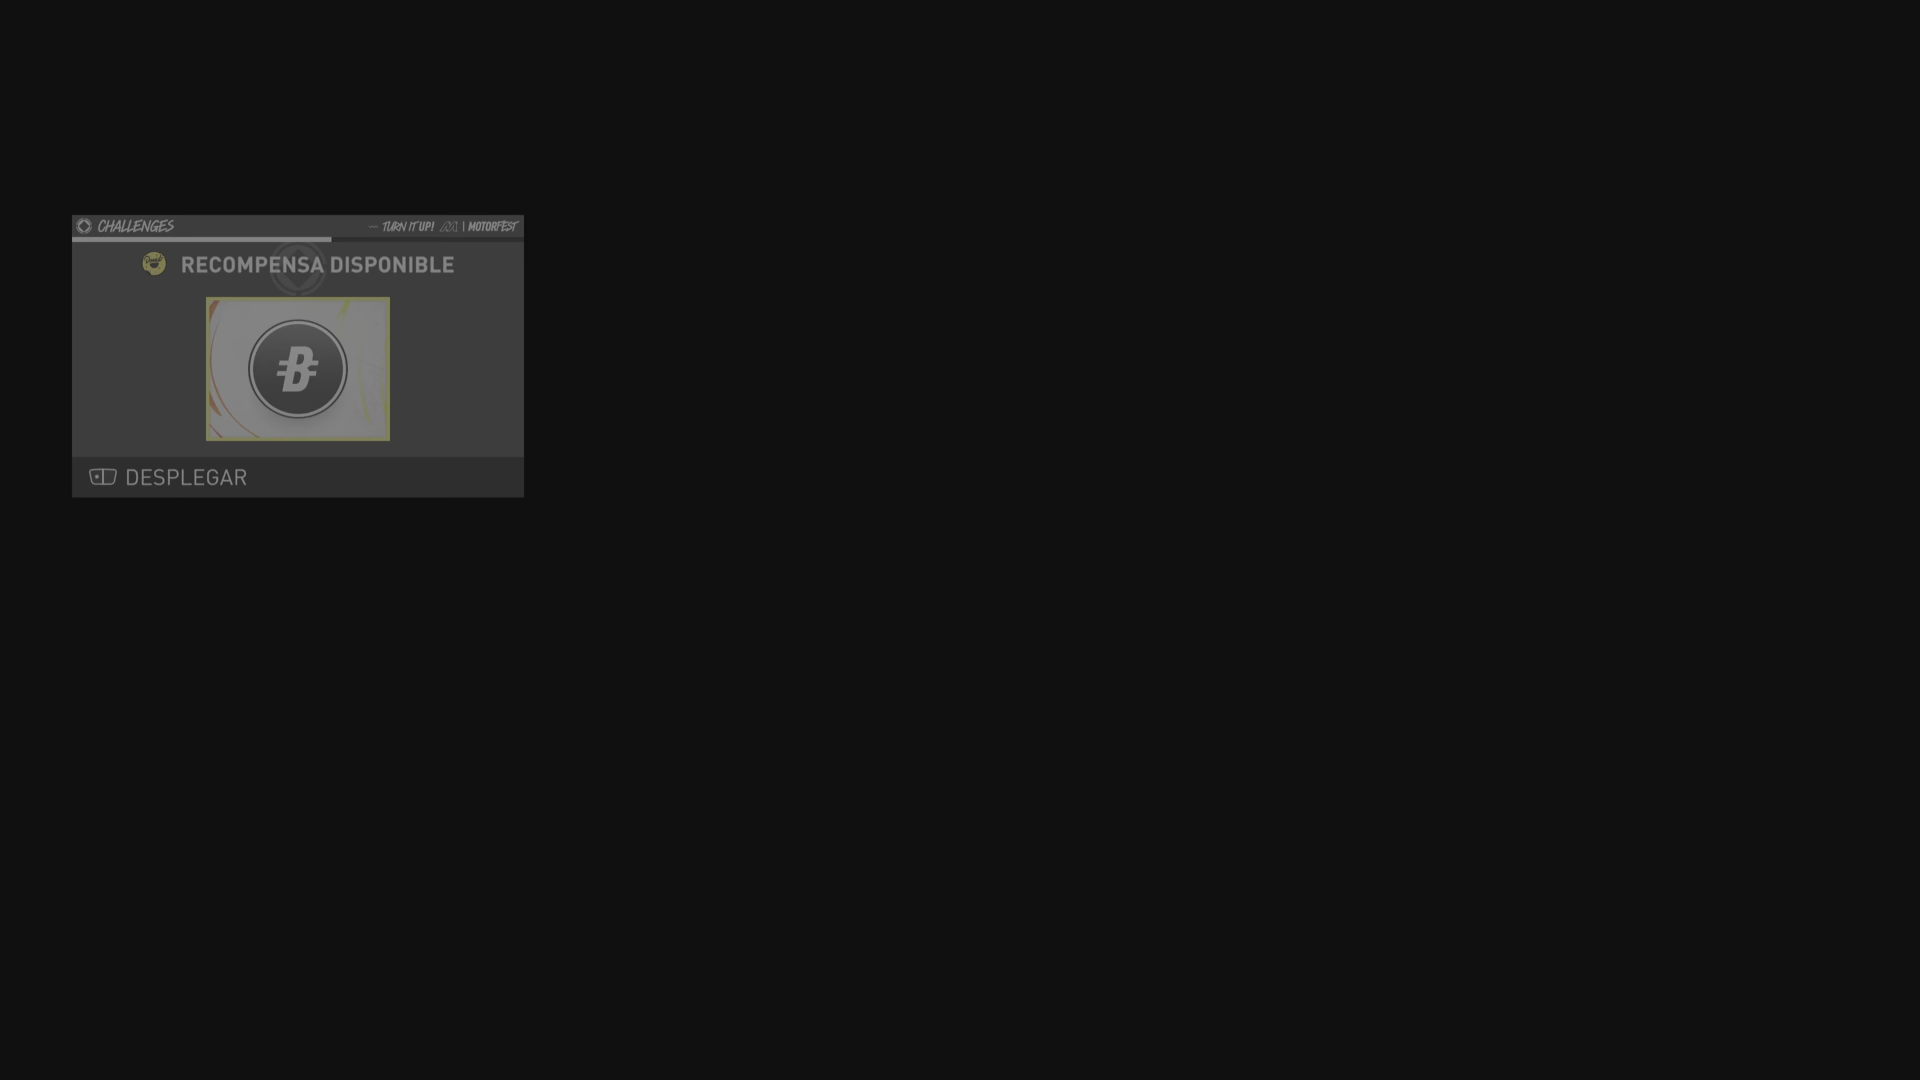 CHALLENGES
TURN IT UP! | MOTORFEST
RECOMPENSA DISPONIBLE
DESPLEGAR